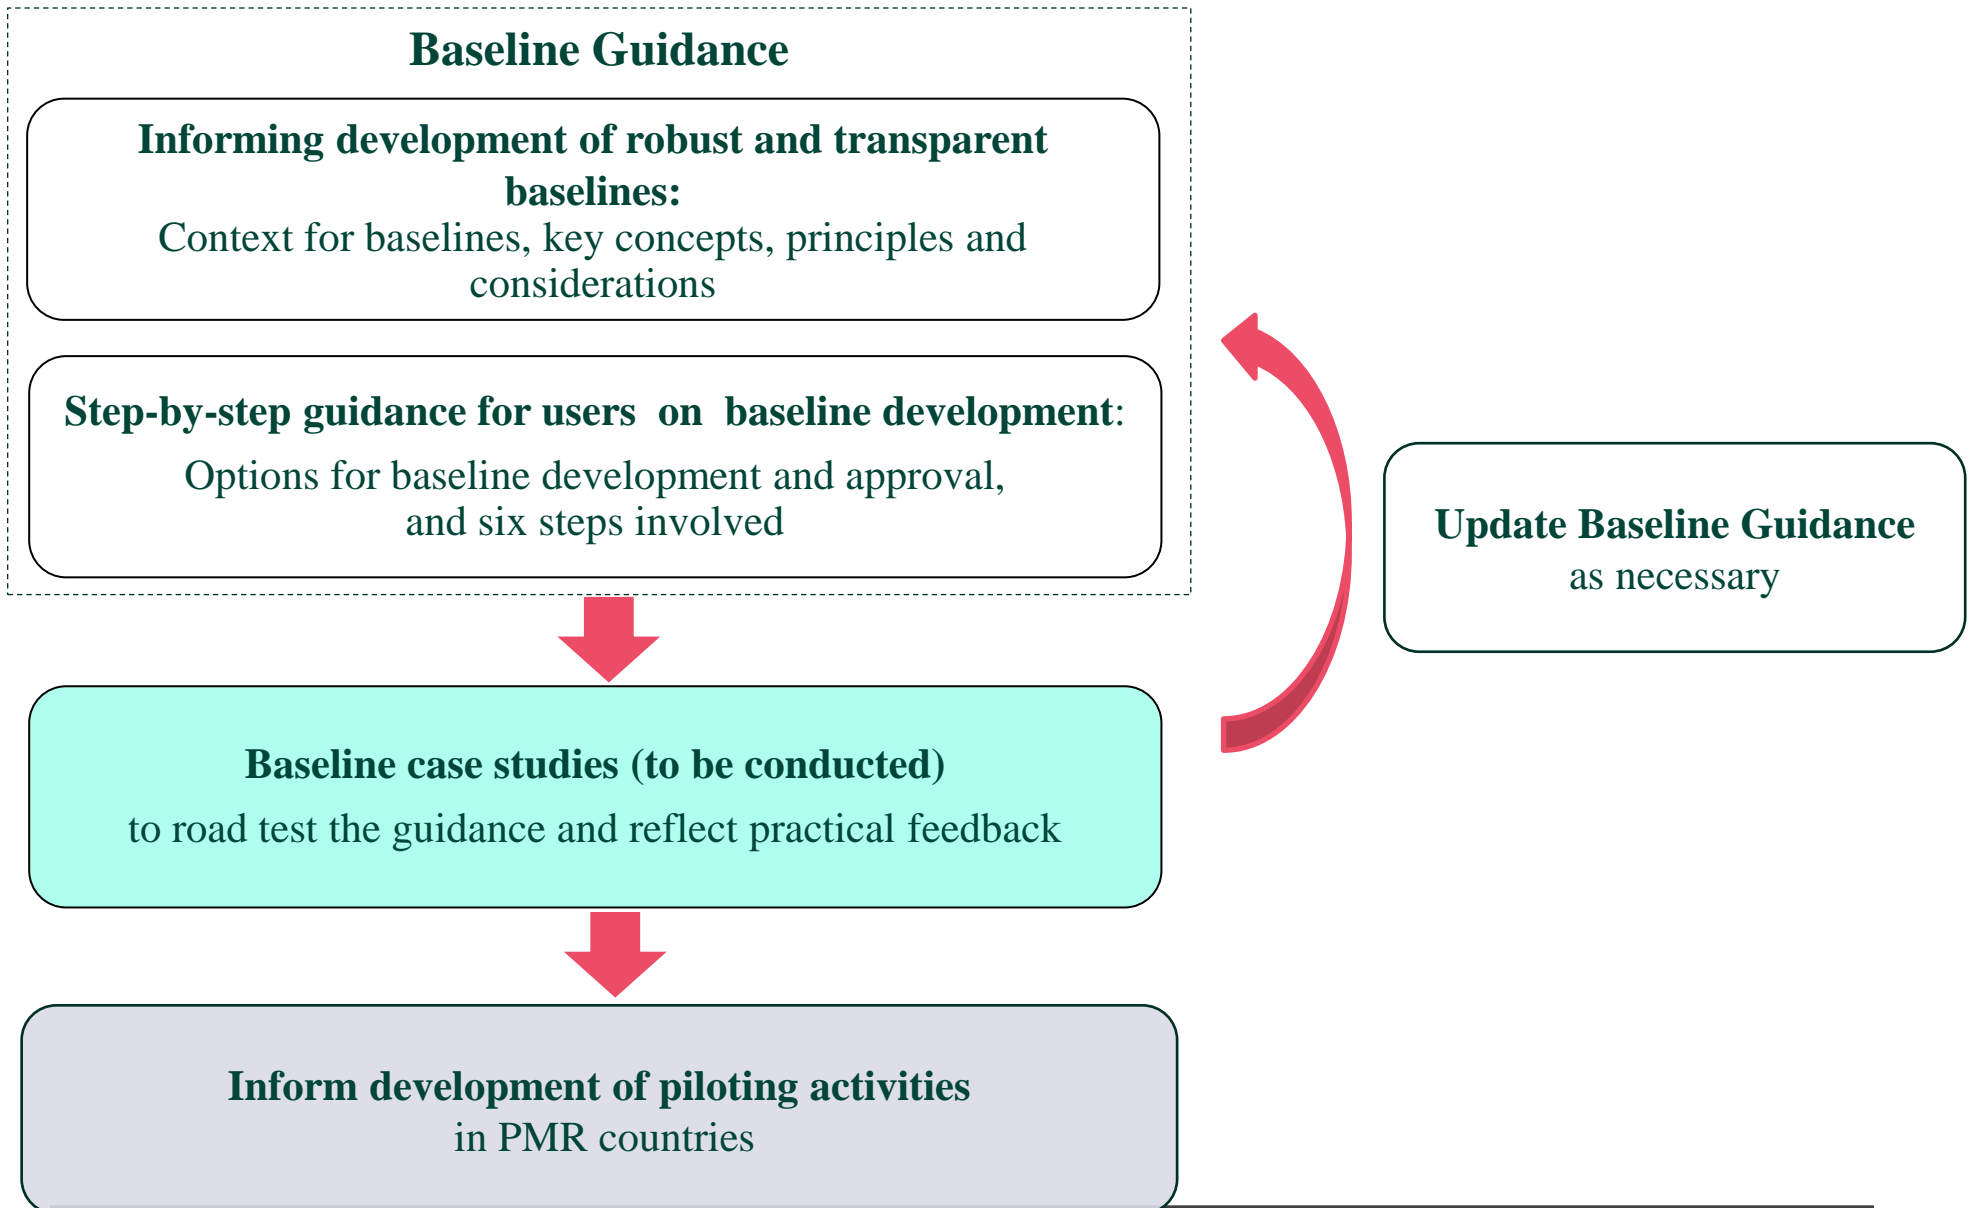 Baseline Guidance
Informing development of robust and transparent
baselines:
Context for baselines, key concepts, principles and
considerations
Step-by-step guidance for users  on  baseline development:
Options for baseline development and approval,
and six steps involved
Update Baseline Guidance
as necessary
Baseline case studies (to be conducted)
to road test the guidance and reflect practical feedback
Inform development of piloting activities
in PMR countries